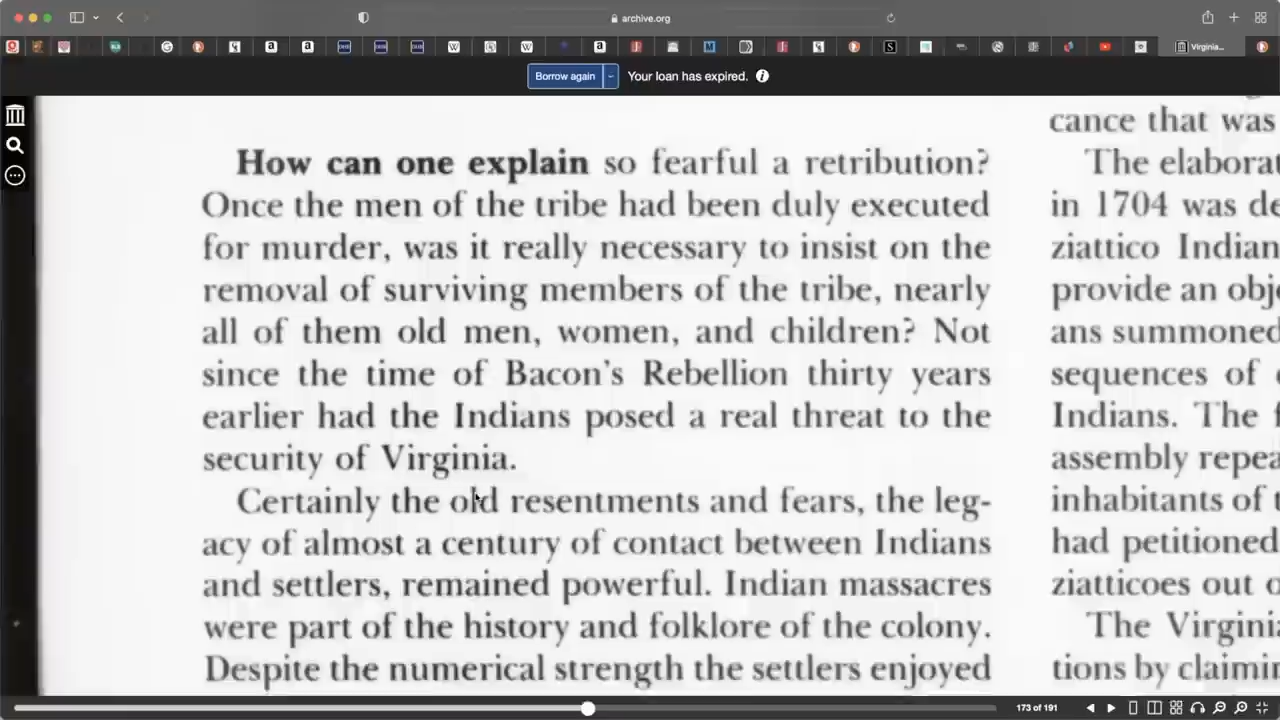 archive.org
Virginia...
Borrow again
Your loan has expired.
How can one explain so fearful a retribution?
Once the men of the tribe had been duly executed
for murder, was it really necessary to insist on the
removal of surviving members of the tribe, nearly
all of them old men, women, and children? Not
since the time of Bacon's Rebellion thirty years
earlier had the Indians posed a real threat to the
security of Virginia.
Certainly the old resentments and fears, the leg-
acy of almost a century of contact between Indians
and settlers, remained powerful. Indian massacres
were part of the history and folklore of the colony.
Despite the numerical strength the settlers enjoyed
cance that was
The elaborat
in 1704 was de
ziattico Indian
provide an obje
ans summoned
sequences of
Indians. The
assembly repea
inhabitants of
had petitioned
ziatticoes out o
The Virginia
tions by claimin
173 of 191